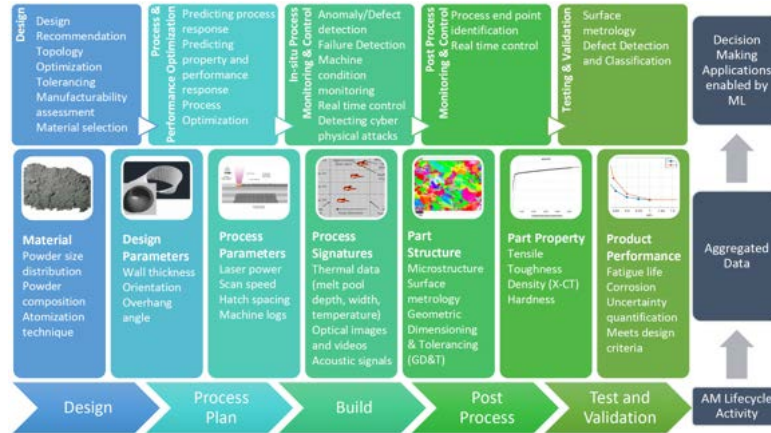 Design
Design
Recommendation
Topology
Optimization
Tolerancing
Manufacturability
assessment
Material selection
Process &
Performance Optimization
Predicting process
response
Predicting
property and
performance
response
Process
Optimization
In-situ Process
Monitoring & Control
Anomaly/Defect
detection
Failure Detection
Machine
condition
monitoring
Real time control
Detecting cyber
physical attacks
Post Process
Monitoring & Control
Process end point
identification
Real time control
Testing & Validation
Surface
metrology
Defect Detection
and Classification
Decision
Making
Applications
enabled by
ML
Material
Powder size
distribution
Powder
composition
Atomization
technique
Design
Parameters
Wall thickness
Orientation
Overhang
angle
Process
Parameters
Laser power
Scan speed
Hatch spacing
Machine logs
Process
Signatures
Thermal data
(melt pool
depth, width,
temperature)
Optical images
and videos
Acoustic signals
Part
Structure
Microstructure
Surface
metrology
Geometric
Dimensioning
& Tolerancing
(GD&T)
Part Property
Tensile
Toughness
Density (X-CT)
Hardness
Product
Performance
Fatigue life
Corrosion
Uncertainty
quantification
Meets design
criteria
Aggregated
Data
Design
Process
Plan
Build
Post
Process
Test and
Validation
AM Lifecycle
Activity